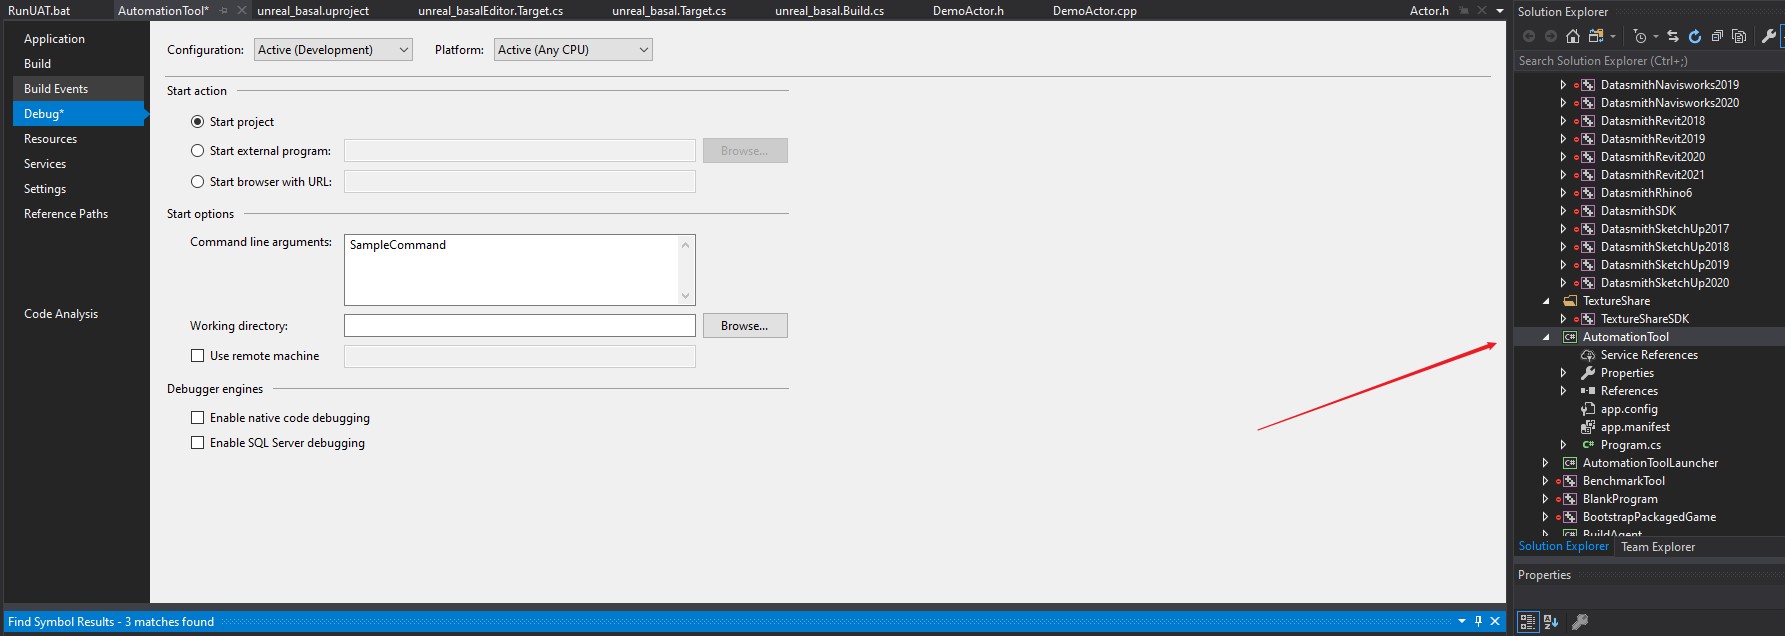 RunUAT.bat
AutomationTool*
unreal_basal.uproject
unreal_basalEditor.Target.cs
unreal_basal.Target.cs
unreal_basal.Build.cs
DemoActor.h
DemoActor.cpp
Actor.h
Application
Build
Build Events
Debug*
Resources
Services
Settings
Reference Paths
Code Analysis
Configuration:
Active (Development)
Platform:
Active (Any CPU)
Start action
Start project
Start external program:
Browse...
Start browser with URL:
Start options
Command line arguments:
SampleCommand
Working directory:
Browse...
Use remote machine
Debugger engines
Enable native code debugging
Enable SQL Server debugging
Find Symbol Results - 3 matches found
Solution Explorer
Search Solution Explorer (Ctrl+;)
DatasmithNavisworks2019
DatasmithNavisworks2020
DatasmithRevit2018
DatasmithRevit2019
DatasmithRevit2020
DatasmithRevit2021
DatasmithRhino6
DatasmithSDK
DatasmithSketchUp2017
DatasmithSketchUp2018
DatasmithSketchUp2019
DatasmithSketchUp2020
TextureShare
TextureShareSDK
C# AutomationTool
Service References
Properties
References
app.config
app.manifest
C# Program.cs
C# AutomationToolLauncher
BenchmarkTool
BlankProgram
BootstrapPackagedGame
C# BuildAgent
Solution Explorer
Team Explorer
Properties